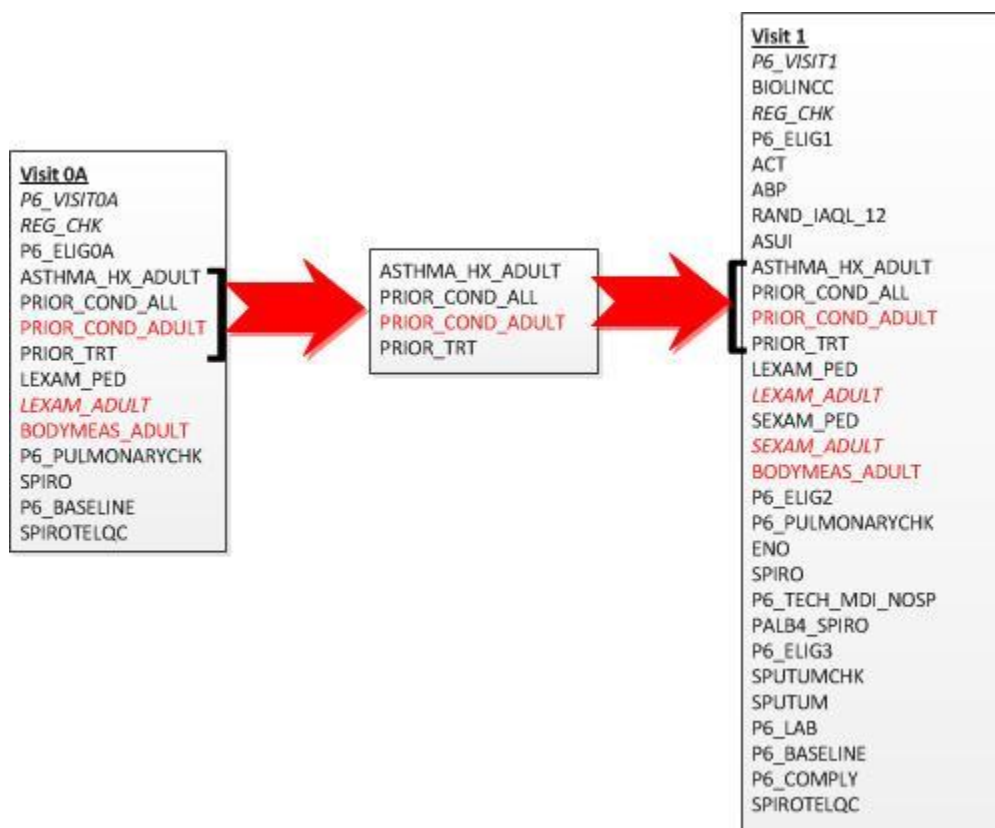 Visit 0A
P6_VISIT0A
REG_CHK
P6_ELIG0A
ASTHMA_HX_ADULT
PRIOR_COND_ALL
PRIOR_COND_ADULT
PRIOR_TRT
LEXAM_PED
LEXAM_ADULT
BODYMEAS_ADULT
P6_PULMONARYCHK
SPIRO
P6_BASELINE
SPIROTELQC
ASTHMA_HX_ADULT
PRIOR_COND_ALL
PRIOR_COND_ADULT
PRIOR_TRT
Visit 1
P6_VISIT1
BIOLINCC
REG_CHK
P6_ELIG1
ACT
ABP
RAND_IAQL_12
ASUI
ASTHMA_HX_ADULT
PRIOR_COND_ALL
PRIOR_COND_ADULT
PRIOR_TRT
LEXAM_PED
LEXAM_ADULT
SEXAM_PED
SEXAM_ADULT
BODYMEAS_ADULT
P6_ELIG2
P6_PULMONARYCHK
ENO
SPIRO
P6_TECH_MDI_NOSP
PALB4_SPIRO
P6_ELIG3
SPUTUMCHK
SPUTUM
P6_LAB
P6_BASELINE
P6_COMPLY
SPIROTELQC